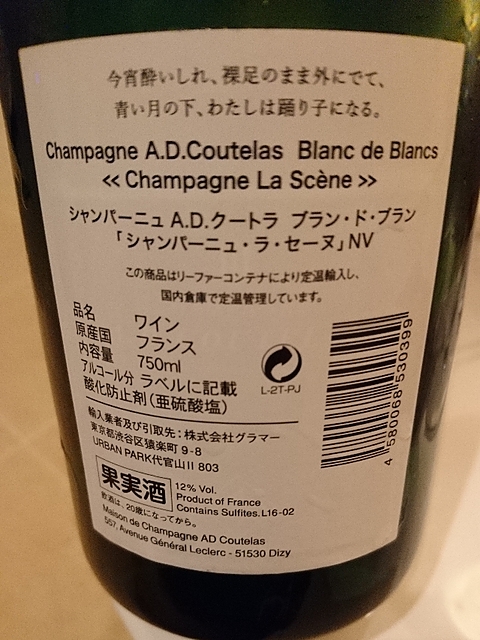 今宵酔いしれ、裸足のまま外にでて、
青い月の下、わたしは踊り子になる。
Champagne A.D.Coutelas Blanc de Blancs
« Champagne La Scène »
シャンパーニュ A.D.クートラ ブラン・ド・ブラン
「シャンパーニュ・ラ・セーヌ」NV
この商品はリーファーコンテナにより定温輸入し、
国内倉庫で定温管理しています。
品名 ワイン
原産国 フランス
内容量 750ml
アルコール分 ラベルに記載
酸化防止剤(亜硫酸塩)
L-2T-PJ
輸入業者及び引取先:株式会社グラマー
東京都渋谷区猿楽町 9-8
URBAN PARK代官山II 803
果実酒
12% Vol.
Product of France
Contains Sulfites.L16-02
飲酒は、20歳になってから。
Maison de Champagne AD Coutelas
557, Avenue Général Leclerc - 51530 Dizy
4 580068 530399